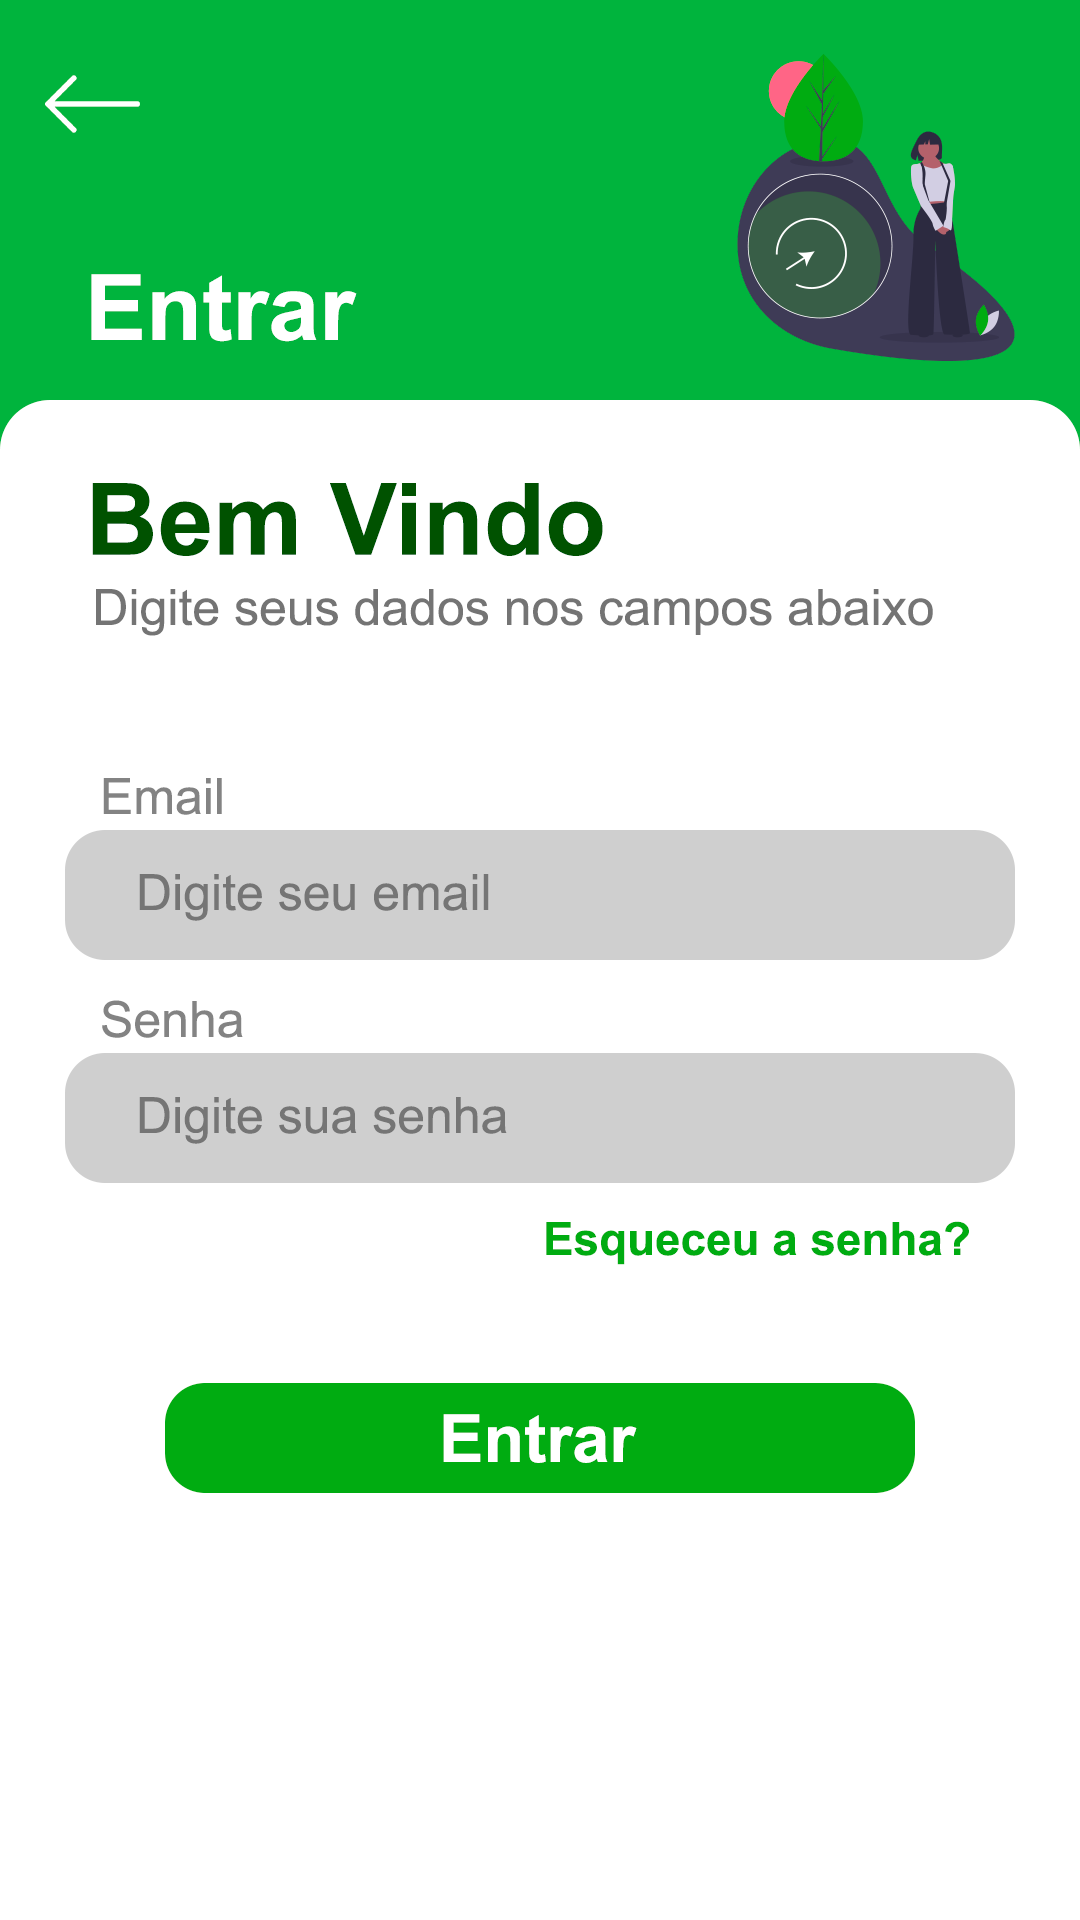 Entrar
Bem Vindo
Digite seus dados nos campos abaixo
Email
Digite seu email
Senha
Digite sua senha
Esqueceu a senha?
Entrar